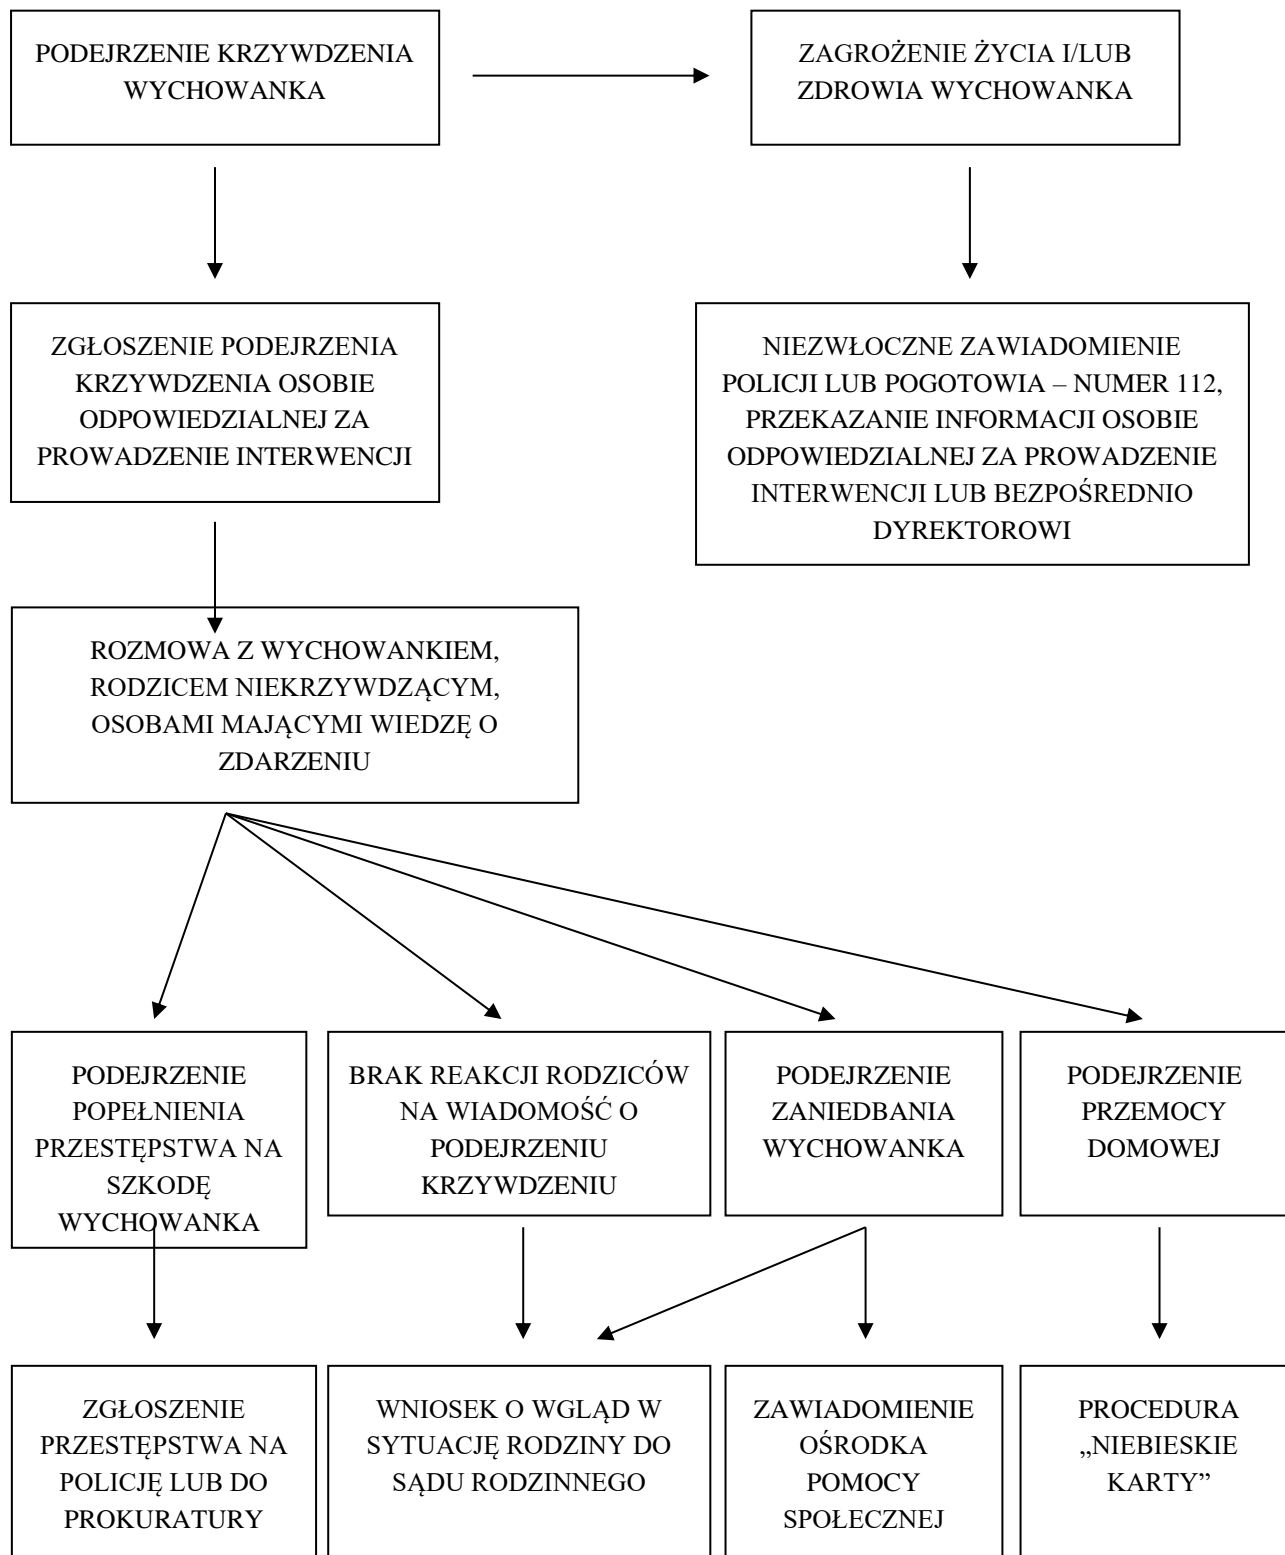 PODEJRZENIE KRZYWDZENIA
WYCHOWANKA
ZAGROŻENIE ŻYCIA I/LUB
ZDROWIA WYCHOWANKA
ZGŁOSZENIE PODEJRZENIA
KRZYWDZENIA OSOBIE
ODPOWIEDZIALNEJ ZA
PROWADZENIE INTERWENCJI
NIEZWŁOCZNE ZAWIADOMIENIE
POLICJI LUB POGOTOWIA – NUMER 112,
PRZEKAZANIE INFORMACJI OSOBIE
ODPOWIEDZIALNEJ ZA PROWADZENIE
INTERWENCJI LUB BEZPOŚREDNIO
DYREKTOROWI
ROZMOWA Z WYCHOWANKIEM,
RODZICEM NIEKRZYWDZĄCYM,
OSOBAMI MAJĄCYMI WIEDZĘ O
ZDARZENIU
PODEJRZENIE
POPEŁNIENIA
PRZESTĘPSTWA NA
SZKODĘ
WYCHOWANKA
BRAK REAKCJI RODZICÓW
NA WIADOMOŚĆ O
PODEJRZENIU
KRZYWDZENIU
PODEJRZENIE
ZANIEDBANIA
WYCHOWANKA
PODEJRZENIE
PRZEMOCY
DOMOWEJ
ZGŁOSZENIE
PRZESTĘPSTWA NA
POLICJĘ LUB DO
PROKURATURY
WNIOSEK O WGLĄD W
SYTUACJĘ RODZINY DO
SĄDU RODZINNEGO
ZAWIADOMIENIE
OŚRODKA
POMOCY
SPOŁECZNEJ
PROCEDURA
„NIEBIESKIE
KARTY”